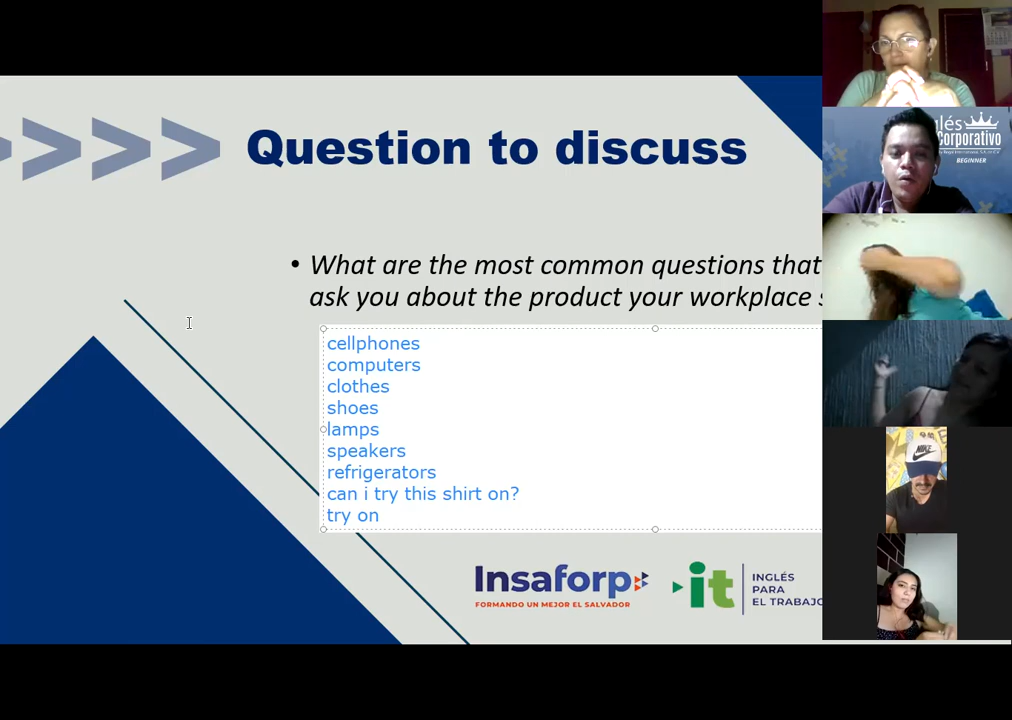 Question to discuss
• What are the most common questions that
ask you about the product your workplace
cellphones
computers
clothes
shoes
lamps
speakers
refrigerators
can i try this shirt on?
try on
Insaforp
FORMANDO UN MEJOR EL SALVADOR
it
INGLÉS
PARA
EL TRABAJO
glés
Corporativo
BEGINNER
NIKE